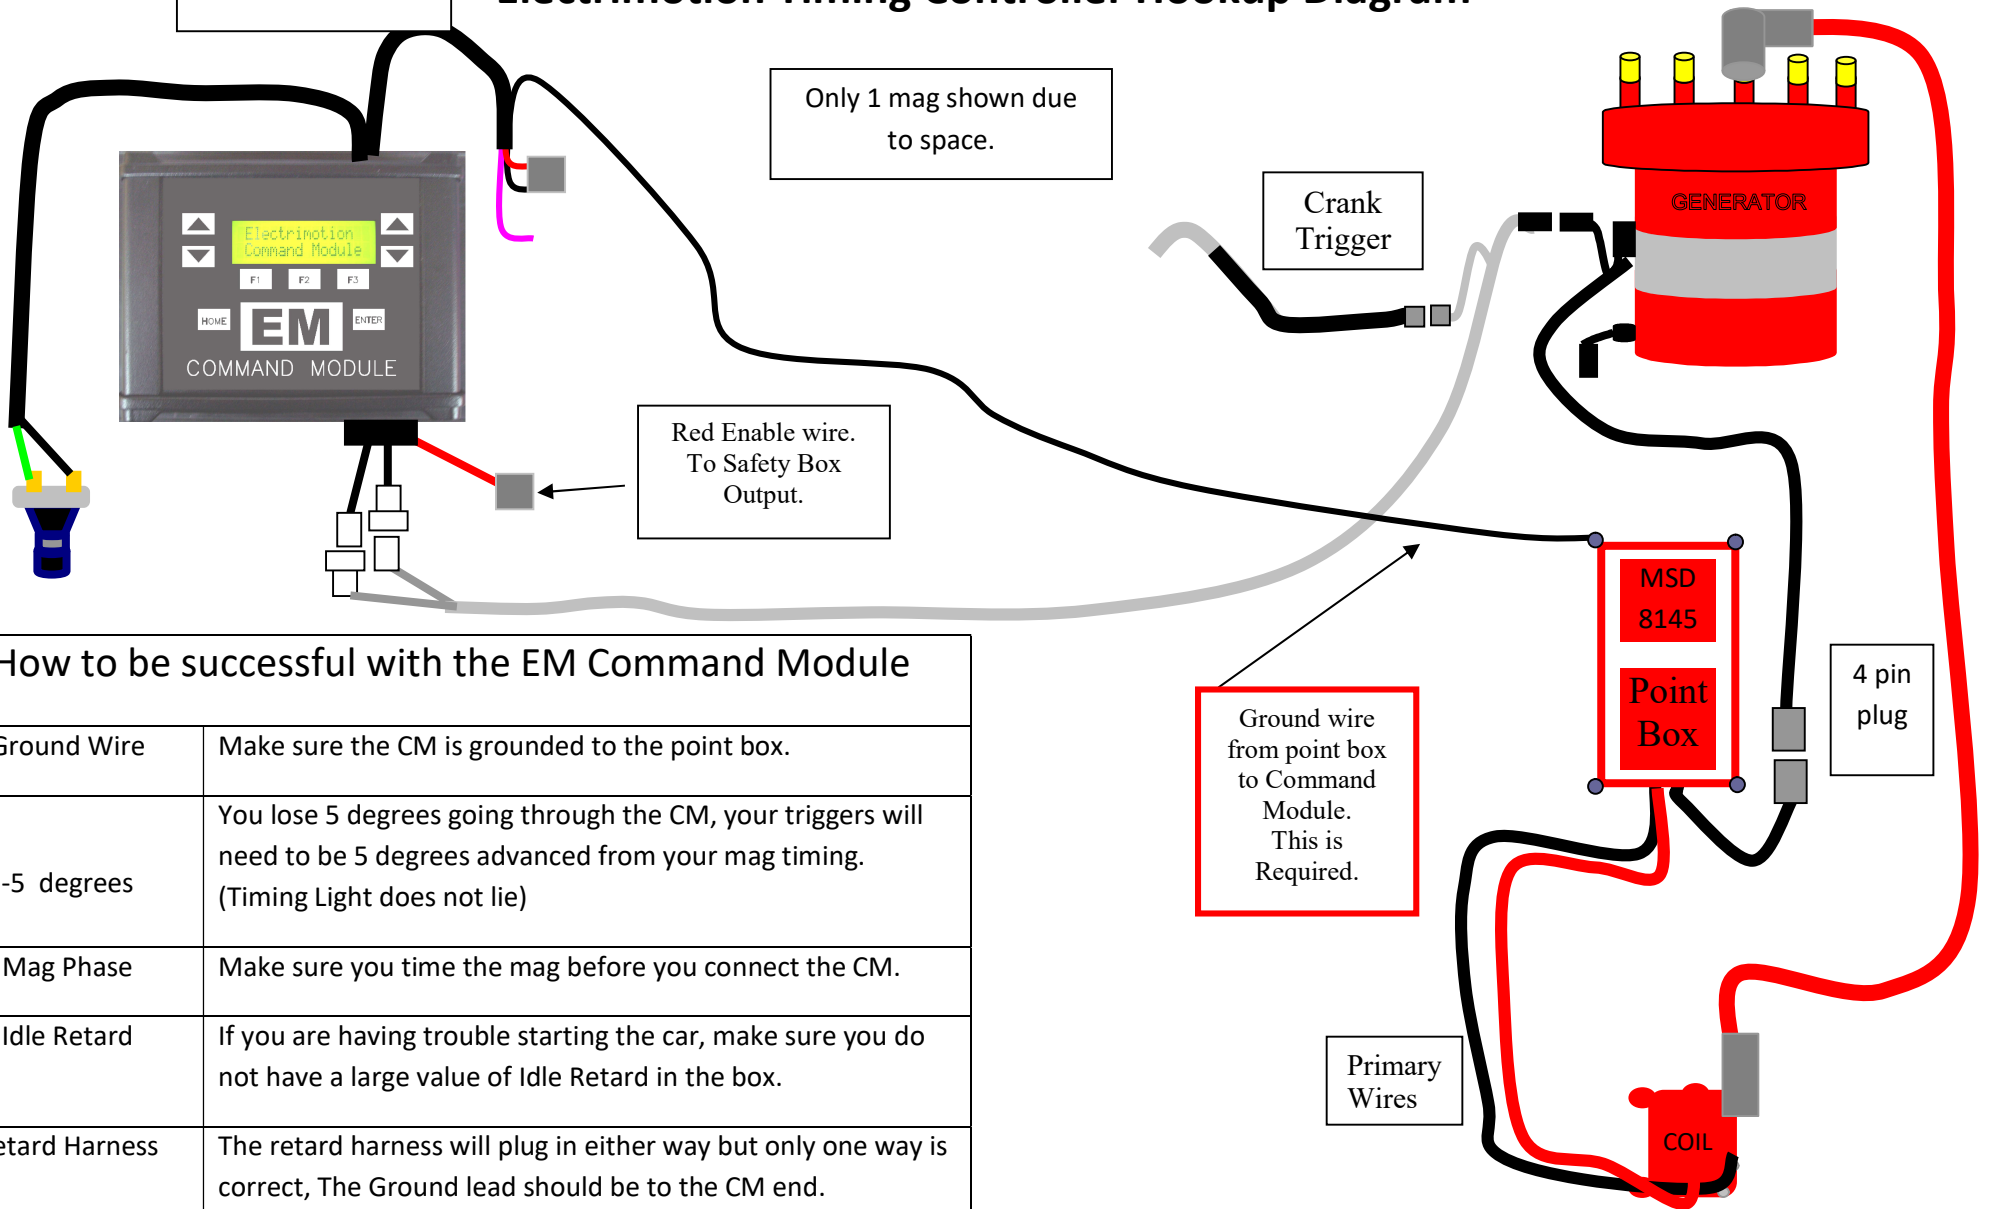 Electrimotion Timing Controller Hookup Diagram
Only 1 mag shown due
to space.
Crank
Trigger
GENERATOR
Electrimotion
Command Module
F1 F2 F3
HOME EM ENTER
COMMAND MODULE
Red Enable wire.
To Safety Box
Output.
MSD
8145
Point
Box
4 pin
plug
Ground wire
from point box
to Command
Module.
This is
Required.
Primary
Wires
COIL
How to be successful with the EM Command Module
Ground Wire
Make sure the CM is grounded to the point box.
-5 degrees
You lose 5 degrees going through the CM, your triggers will
need to be 5 degrees advanced from your mag timing.
(Timing Light does not lie)
Mag Phase
Make sure you time the mag before you connect the CM.
Idle Retard
If you are having trouble starting the car, make sure you do
not have a large value of Idle Retard in the box.
etard Harness
The retard harness will plug in either way but only one way is
correct, The Ground lead should be to the CM end.